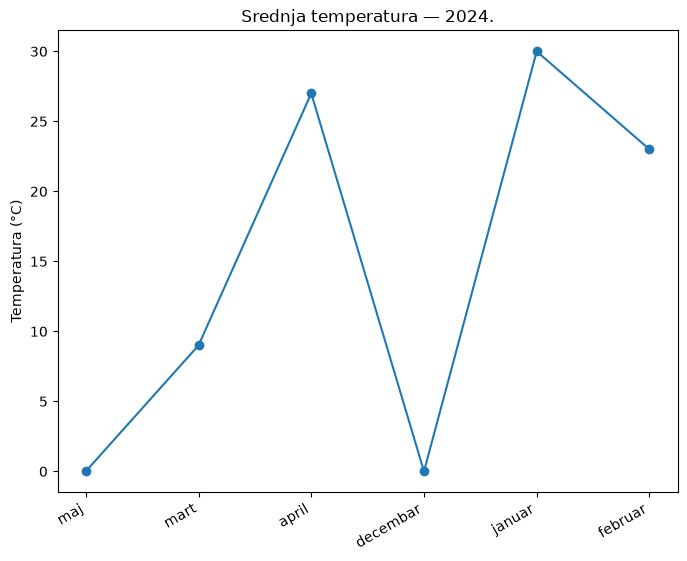 Srednja temperatura — 2024.
Temperatura (°C)
30
25
20
15
10
5
0
maj
mart
april
decembar
januar
februar